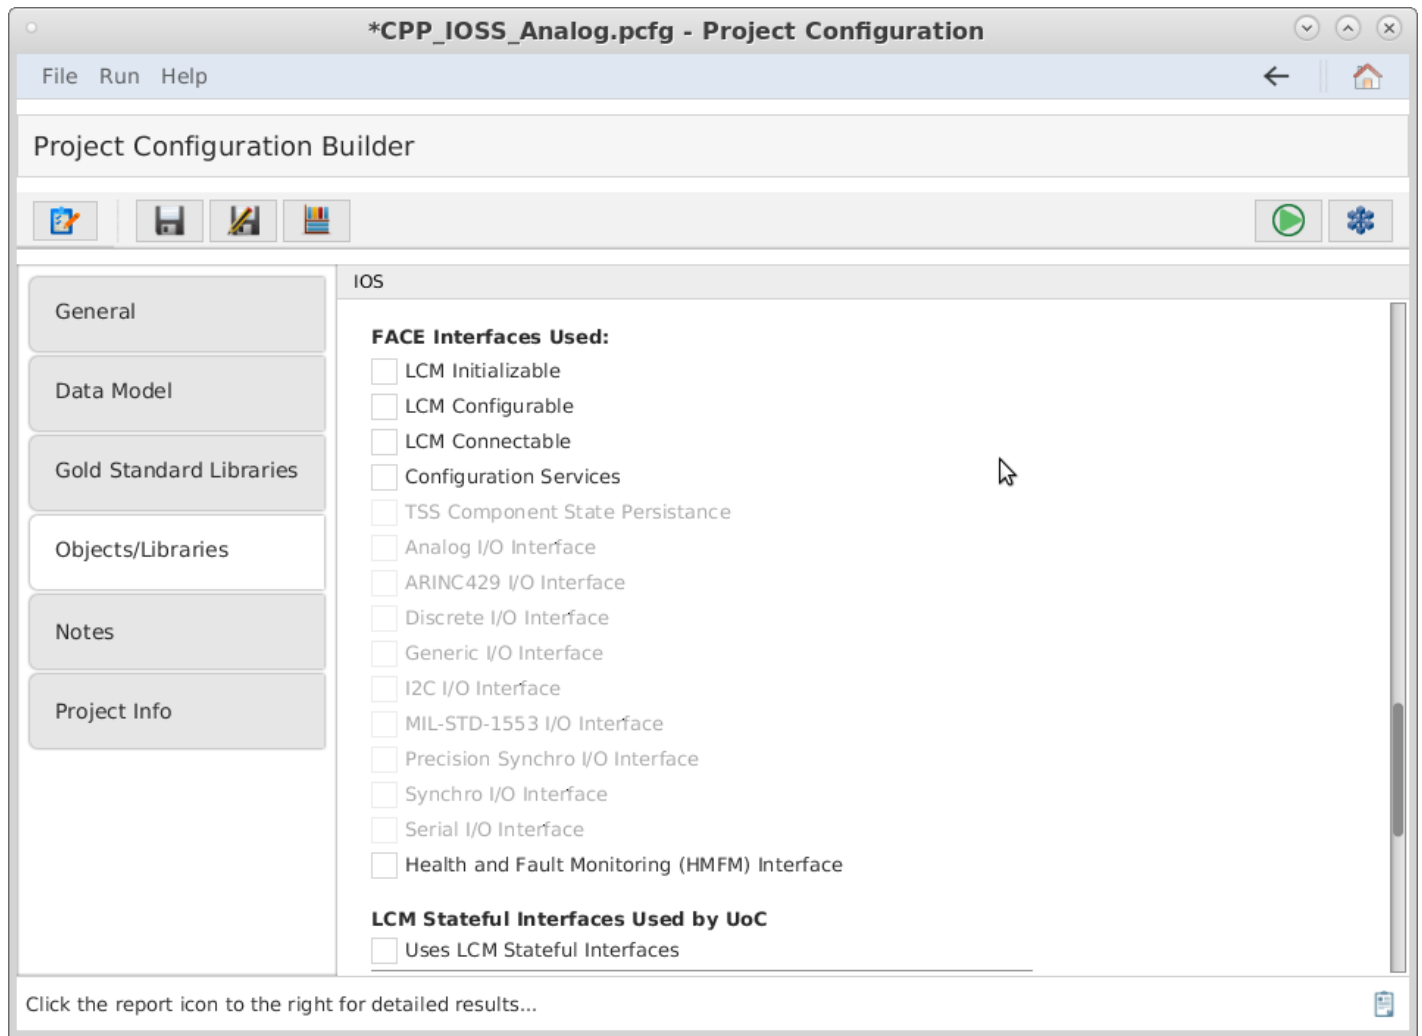 *CPP_IOSS_Analog.pcfg - Project Configuration
File Run Help
Project Configuration Builder
General
Data Model
Gold Standard Libraries
Objects/Libraries
Notes
Project Info
IOS
FACE Interfaces Used:
LCM Initializable
LCM Configurable
LCM Connectable
Configuration Services
TSS Component State Persistance
Analog I/O Interface
ARINC429 I/O Interface
Discrete I/O Interface
Generic I/O Interface
I2C I/O Interface
MIL-STD-1553 I/O Interface
Precision Synchro I/O Interface
Synchro I/O Interface
Serial I/O Interface
Health and Fault Monitoring (HMFM) Interface
LCM Stateful Interfaces Used by UoC
Uses LCM Stateful Interfaces
Click the report icon to the right for detailed results...